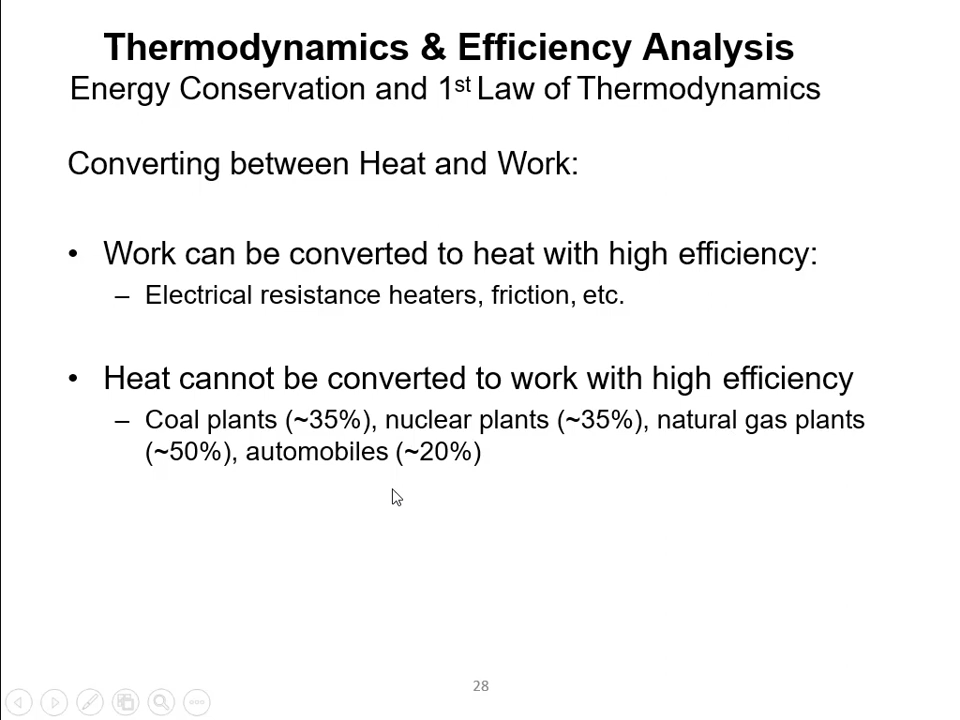 Thermodynamics & Efficiency Analysis
Energy Conservation and 1st Law of Thermodynamics
Converting between Heat and Work:
• Work can be converted to heat with high efficiency:
– Electrical resistance heaters, friction, etc.
• Heat cannot be converted to work with high efficiency
– Coal plants (~35%), nuclear plants (~35%), natural gas plants
(~50%), automobiles (~20%)
28